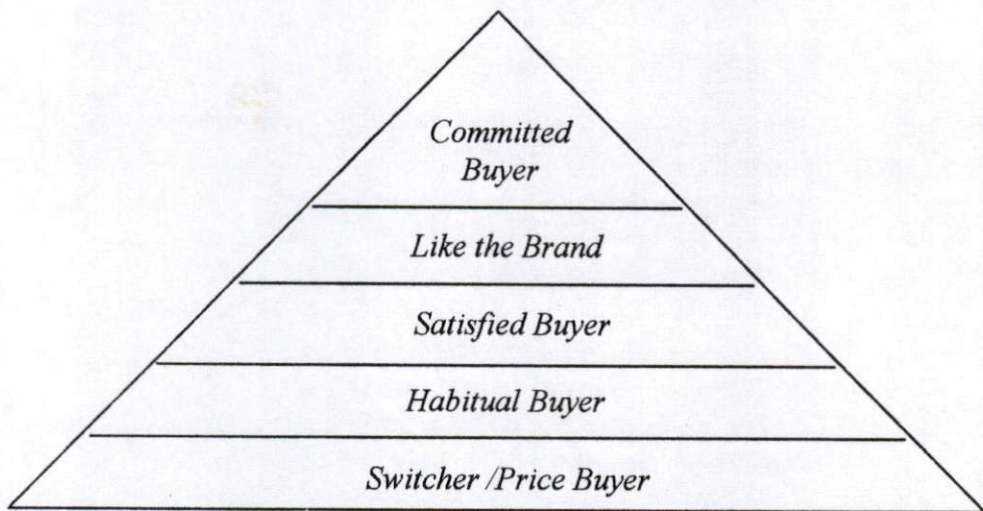 Committed
Buyer
Like the Brand
Satisfied Buyer
Habitual Buyer
Switcher /Price Buyer